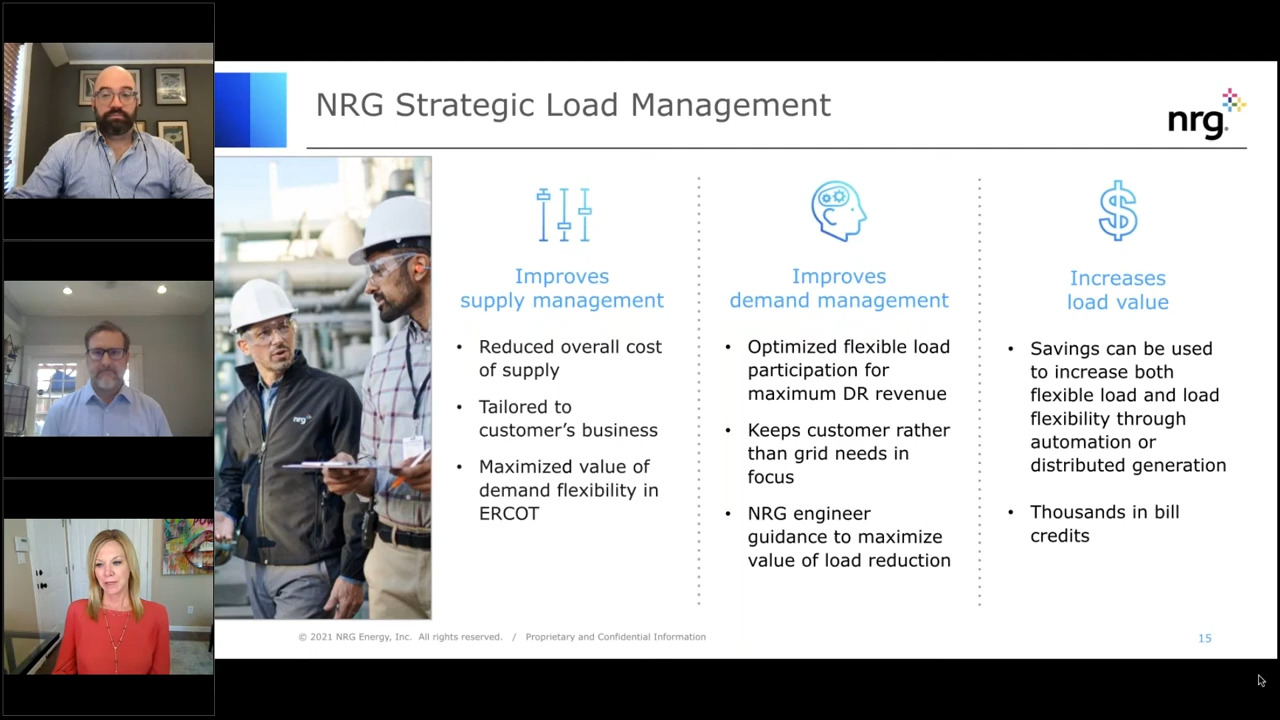 NRG Strategic Load Management
nrg.
Improves
supply management
• Reduced overall cost
of supply
• Tailored to
customer’s business
• Maximized value of
demand flexibility in
ERCOT
Improves
demand management
• Optimized flexible load
participation for
maximum DR revenue
• Keeps customer rather
than grid needs in
focus
• NRG engineer
guidance to maximize
value of load reduction
$
Increases
load value
• Savings can be used
to increase both
flexible load and load
flexibility through
automation or
distributed generation
• Thousands in bill
credits
nrg
© 2021 NRG Energy, Inc. All rights reserved. / Proprietary and Confidential Information
15